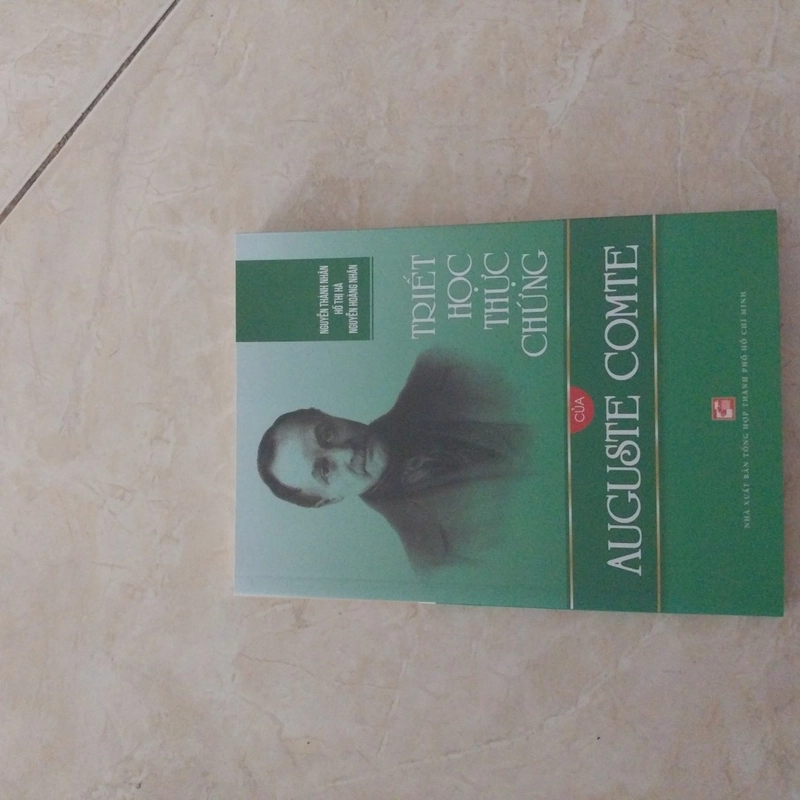 NGUYỄN THÀNH NHÂN
HỒ THỊ HÀ
NGUYỄN HOÀNG NHÂN
TRIẾT
HỌC
THỰC
CHỨNG
CỦA
AUGUSTE COMTE
NHÀ XUẤT BẢN TỔNG HỢP THÀNH PHỐ HỒ CHÍ MINH